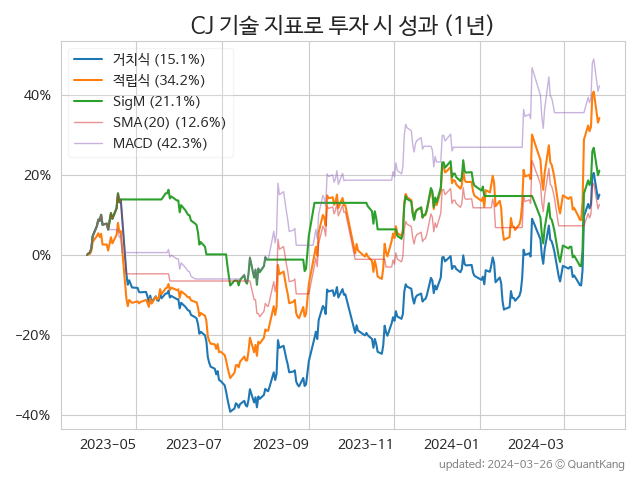 CJ 기술 지표로 투자 시 성과 (1년)
거치식 (15.1%)
적립식 (34.2%)
SigM (21.1%)
SMA(20) (12.6%)
MACD (42.3%)
40%
20%
0%
−20%
−40%
2023−05 2023−07 2023−09 2023−11 2024−01 2024−03
updated: 2024-03-26 © QuantKang